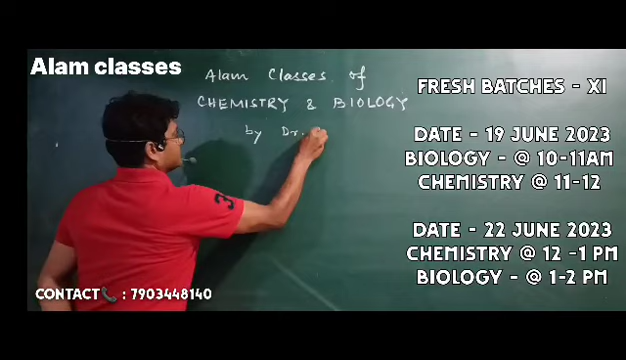 Alam classes
Alam Classes of
CHEMISTRY & BIOLOGY
by Dr.
FRESH BATCHES - XI
DATE - 19 JUNE 2023
BIOLOGY - @ 10-11AM
CHEMISTRY @ 11-12
DATE - 22 JUNE 2023
CHEMISTRY @ 12 -1 PM
BIOLOGY - @ 1-2 PM
3
CONTACT📞 : 7903448140